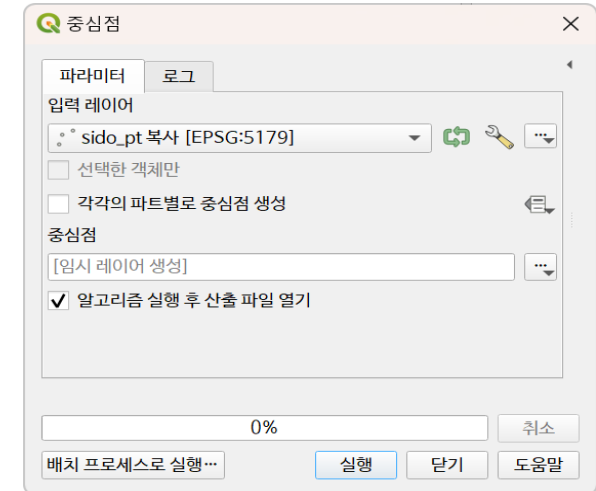 중심점
파라미터 로그
입력 레이어
sido_pt 복사 [EPSG:5179]
선택한 객체만
각각의 파트별로 중심점 생성
중심점
[임시 레이어 생성]
알고리즘 실행 후 산출 파일 열기
0% 취소
배치 프로세스로 실행… 실행 닫기 도움말